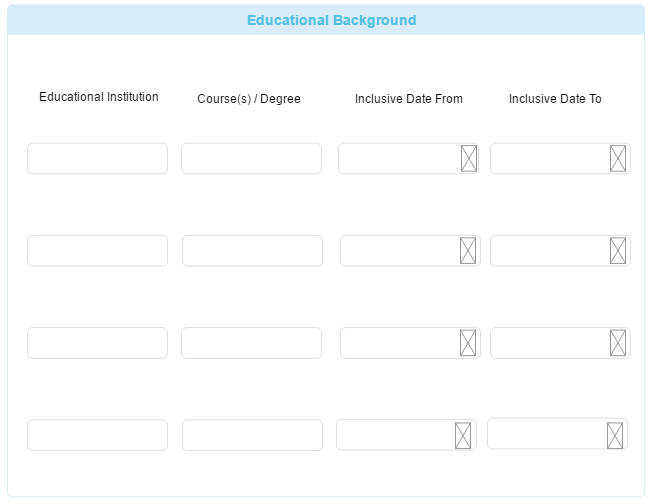 Educational Background
Educational Institution
Course(s) / Degree
Inclusive Date From
Inclusive Date To